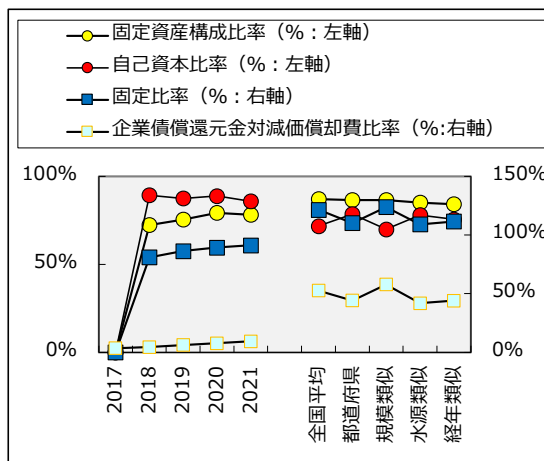 固定資産構成比率（%：左軸）
自己資本比率（%：左軸）
固定比率（%：右軸）
企業債償還元金対減価償却費比率（%:右軸）
100%
50%
0%
150%
100%
50%
0%
2017
2018
2019
2020
2021
全国平均
都道府県
規模類似
水源類似
経年類似